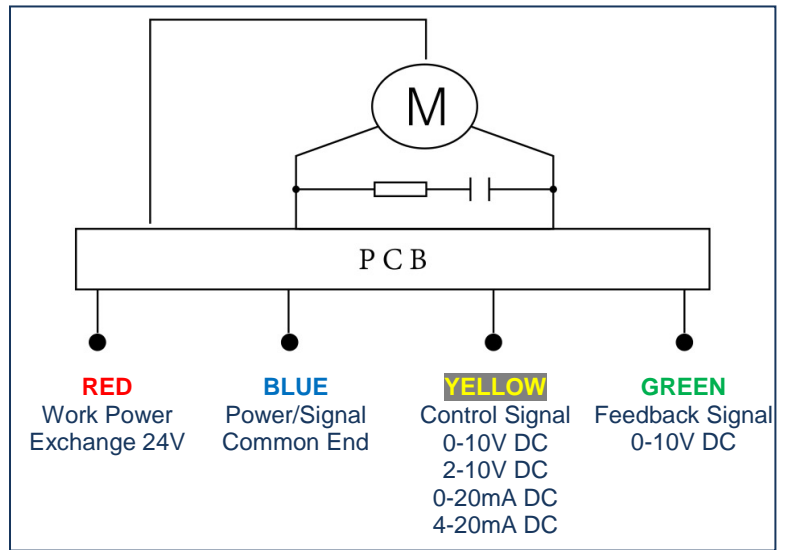 M
PCB
RED
Work Power
Exchange 24V
BLUE
Power/Signal
Common End
YELLOW
Control Signal
0-10V DC
2-10V DC
0-20mA DC
4-20mA DC
GREEN
Feedback Signal
0-10V DC